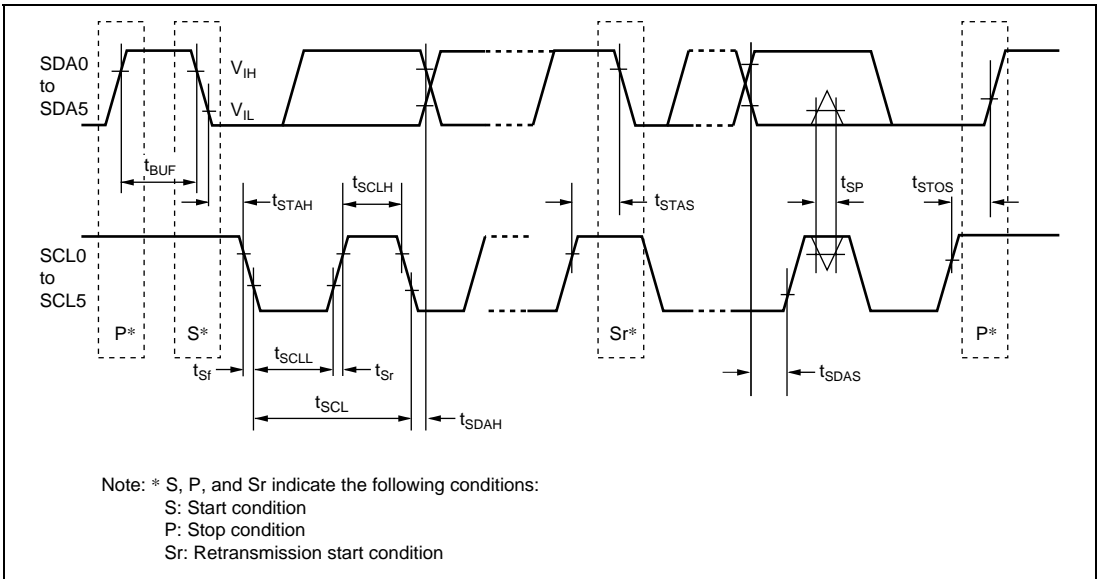 SDA0
to
SDA5
V_IH
V_IL
t_BUF
t_STAH
t_SCLH
t_STAS
t_SP
t_STOS
SCL0
to
SCL5
P*
S*
Sr*
P*
t_Sf
t_SCLL
t_Sr
t_SDAS
t_SCL
t_SDAH
Note: * S, P, and Sr indicate the following conditions:
S: Start condition
P: Stop condition
Sr: Retransmission start condition